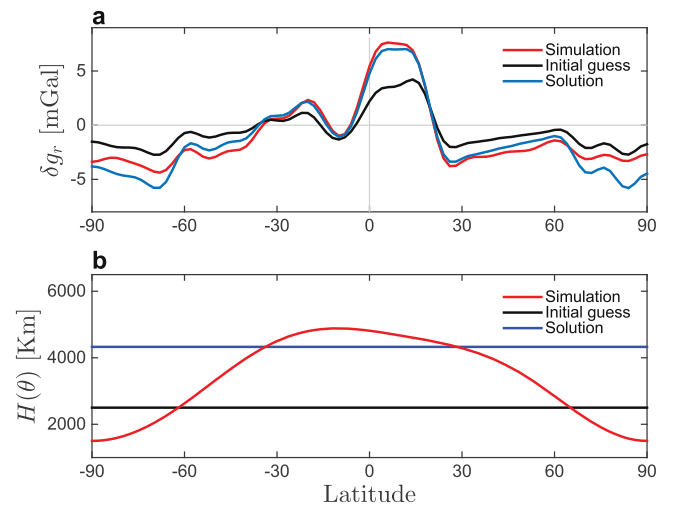 a
δgr [mGal]
5
0
-5
Simulation
Initial guess
Solution
-90 -60 -30 0 30 60 90
b
H(θ) [Km]
6000
4000
2000
Simulation
Initial guess
Solution
-90 -60 -30 0 30 60 90
Latitude